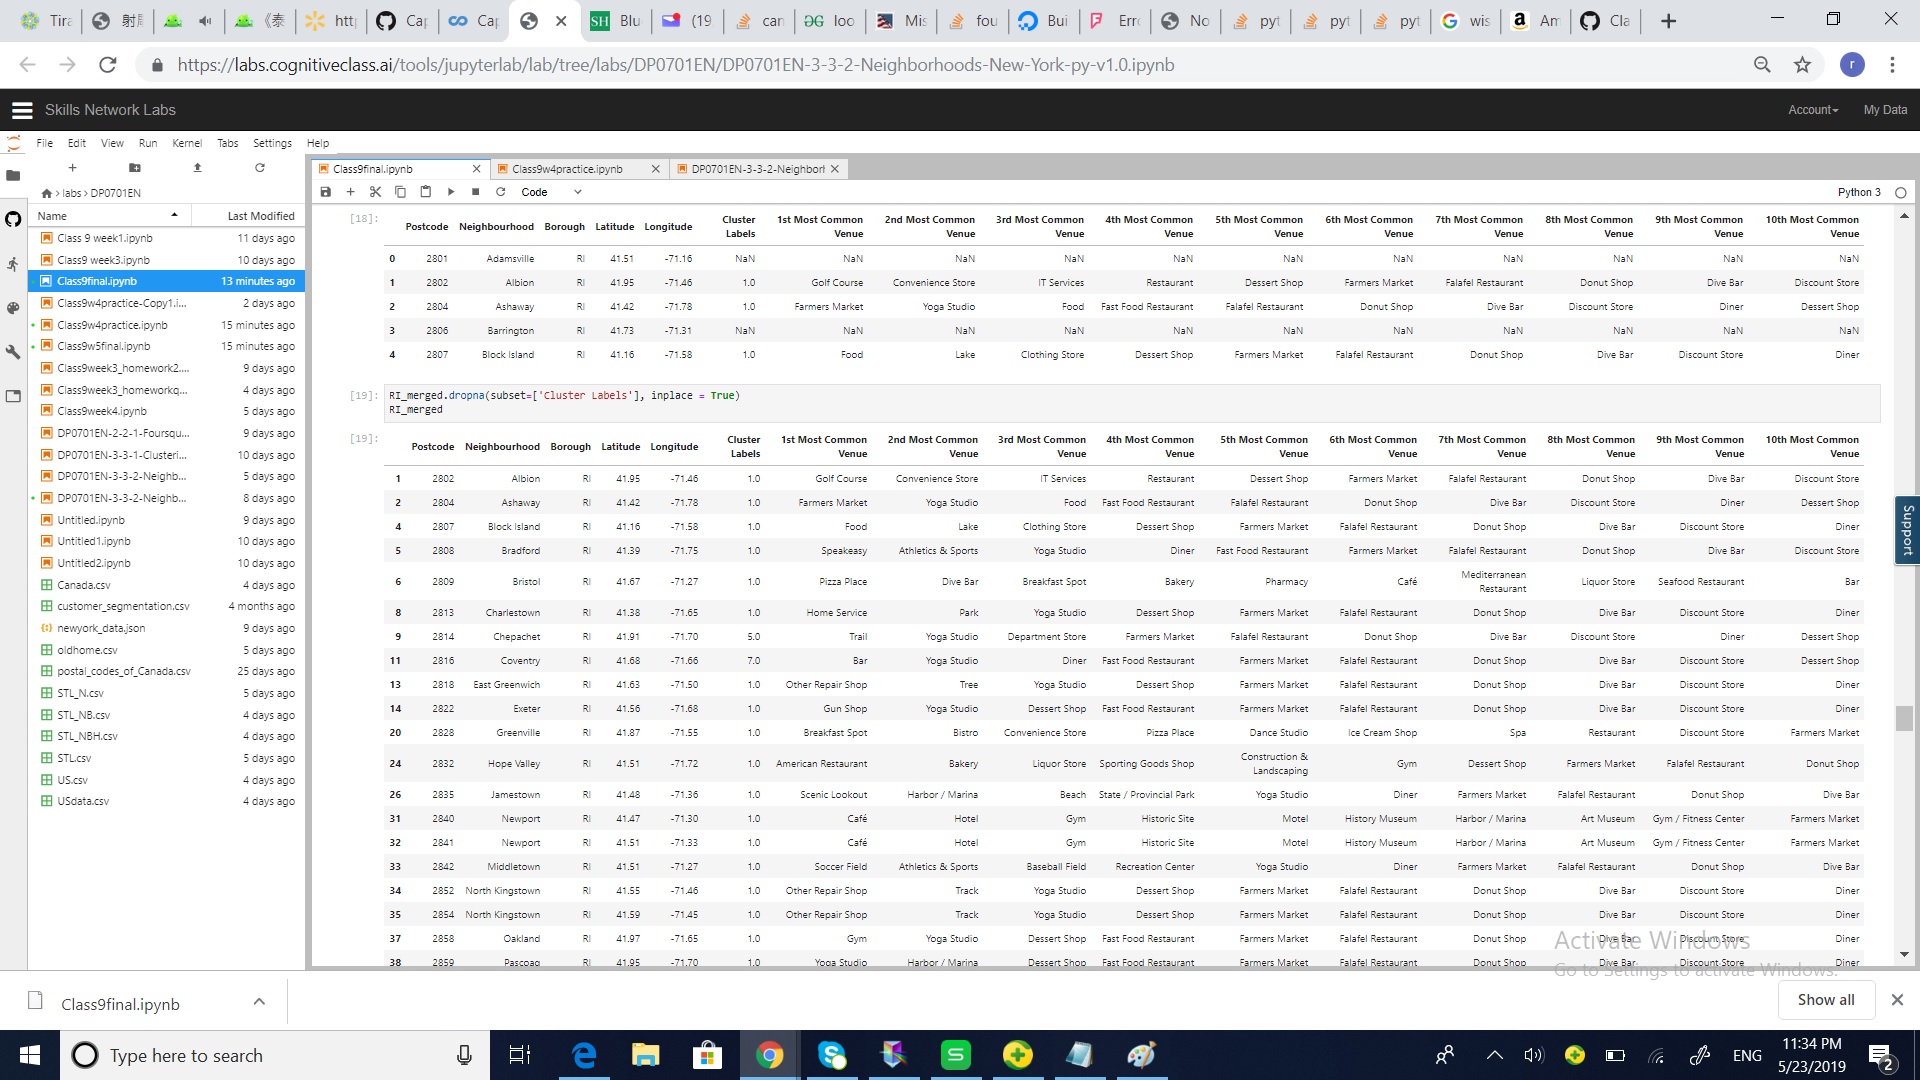 Tira
射雕
《泰
http
Cap
Cap
SH Blu
(19
can
loo
Mis
fou
Bui
Erro
No
pyt
pyt
pyt
wis
Am
Cla
https://labs.cognitiveclass.ai/tools/jupyterlab/lab/tree/labs/DP0701EN/DP0701EN-3-3-2-Neighborhoods-New-York-py-v1.0.ipynb
r
Skills Network Labs
Account
My Data
File Edit View Run Kernel Tabs Settings Help
Class9final.ipynb
Class9w4practice.ipynb
DP0701EN-3-3-2-Neighborh
labs > DP0701EN
Code
Python 3
Name Last Modified
Class 9 week1.ipynb 11 days ago
Class9 week3.ipynb 10 days ago
Class9final.ipynb 13 minutes ago
Class9w4practice-Copy1.i... 2 days ago
Class9w4practice.ipynb 15 minutes ago
Class9w5final.ipynb 15 minutes ago
Class9week3_homework2.... 9 days ago
Class9week3_homeworkq... 4 days ago
Class9week4.ipynb 5 days ago
DP0701EN-2-2-1-Foursqu... 9 days ago
DP0701EN-3-3-1-Clusteri... 10 days ago
DP0701EN-3-3-2-Neighb... 5 days ago
DP0701EN-3-3-2-Neighb... 8 days ago
Untitled.ipynb 9 days ago
Untitled1.ipynb 10 days ago
Untitled2.ipynb 10 days ago
Canada.csv 4 days ago
customer_segmentation.csv 4 months ago
newyork_data.json 9 days ago
oldhome.csv 5 days ago
postal_codes_of_Canada.csv 25 days ago
STL_N.csv 5 days ago
STL_NB.csv 4 days ago
STL_NBH.csv 4 days ago
STL.csv 5 days ago
US.csv 4 days ago
USdata.csv 4 days ago
[18]:
Postcode Neighbourhood Borough Latitude Longitude Cluster Labels 1st Most Common Venue 2nd Most Common Venue 3rd Most Common Venue 4th Most Common Venue 5th Most Common Venue 6th Most Common Venue 7th Most Common Venue 8th Most Common Venue 9th Most Common Venue 10th Most Common Venue
0 2801 Adamsville RI 41.51 -71.16 NaN NaN NaN NaN NaN NaN NaN NaN NaN NaN NaN
1 2802 Albion RI 41.95 -71.46 1.0 Golf Course Convenience Store IT Services Restaurant Dessert Shop Farmers Market Falafel Restaurant Donut Shop Dive Bar Discount Store
2 2804 Ashaway RI 41.42 -71.78 1.0 Farmers Market Yoga Studio Food Fast Food Restaurant Falafel Restaurant Donut Shop Dive Bar Discount Store Diner Dessert Shop
3 2806 Barrington RI 41.73 -71.31 NaN NaN NaN NaN NaN NaN NaN NaN NaN NaN NaN
4 2807 Block Island RI 41.16 -71.58 1.0 Food Lake Clothing Store Dessert Shop Farmers Market Falafel Restaurant Donut Shop Dive Bar Discount Store Diner
[19]: RI_merged.dropna(subset=['Cluster Labels'], inplace = True)
RI_merged
[19]:
Postcode Neighbourhood Borough Latitude Longitude Cluster Labels 1st Most Common Venue 2nd Most Common Venue 3rd Most Common Venue 4th Most Common Venue 5th Most Common Venue 6th Most Common Venue 7th Most Common Venue 8th Most Common Venue 9th Most Common Venue 10th Most Common Venue
1 2802 Albion RI 41.95 -71.46 1.0 Golf Course Convenience Store IT Services Restaurant Dessert Shop Farmers Market Falafel Restaurant Donut Shop Dive Bar Discount Store
2 2804 Ashaway RI 41.42 -71.78 1.0 Farmers Market Yoga Studio Food Fast Food Restaurant Falafel Restaurant Donut Shop Dive Bar Discount Store Diner Dessert Shop
4 2807 Block Island RI 41.16 -71.58 1.0 Food Lake Clothing Store Dessert Shop Farmers Market Falafel Restaurant Donut Shop Dive Bar Discount Store Diner
5 2808 Bradford RI 41.39 -71.75 1.0 Speakeasy Athletics & Sports Yoga Studio Diner Fast Food Restaurant Farmers Market Falafel Restaurant Donut Shop Dive Bar Discount Store
6 2809 Bristol RI 41.67 -71.27 1.0 Pizza Place Dive Bar Breakfast Spot Bakery Pharmacy Café Mediterranean Restaurant Liquor Store Seafood Restaurant Bar
8 2813 Charlestown RI 41.38 -71.65 1.0 Home Service Park Yoga Studio Dessert Shop Farmers Market Falafel Restaurant Donut Shop Dive Bar Discount Store Diner
9 2814 Chepachet RI 41.91 -71.70 5.0 Trail Yoga Studio Department Store Farmers Market Falafel Restaurant Donut Shop Dive Bar Discount Store Diner Dessert Shop
11 2816 Coventry RI 41.68 -71.66 7.0 Bar Yoga Studio Diner Fast Food Restaurant Farmers Market Falafel Restaurant Donut Shop Dive Bar Discount Store Dessert Shop
13 2818 East Greenwich RI 41.63 -71.50 1.0 Other Repair Shop Tree Yoga Studio Dessert Shop Farmers Market Falafel Restaurant Donut Shop Dive Bar Discount Store Diner
14 2822 Exeter RI 41.56 -71.68 1.0 Gun Shop Yoga Studio Dessert Shop Fast Food Restaurant Farmers Market Falafel Restaurant Donut Shop Dive Bar Discount Store Diner
20 2828 Greenville RI 41.87 -71.55 1.0 Breakfast Spot Bistro Convenience Store Pizza Place Dance Studio Ice Cream Shop Spa Restaurant Discount Store Farmers Market
24 2832 Hope Valley RI 41.51 -71.72 1.0 American Restaurant Bakery Liquor Store Sporting Goods Shop Construction & Landscaping Gym Dessert Shop Farmers Market Falafel Restaurant Donut Shop
26 2835 Jamestown RI 41.48 -71.36 1.0 Scenic Lookout Harbor / Marina Beach State / Provincial Park Yoga Studio Diner Farmers Market Falafel Restaurant Donut Shop Dive Bar
31 2840 Newport RI 41.47 -71.30 1.0 Café Hotel Gym Historic Site Motel History Museum Harbor / Marina Art Museum Gym / Fitness Center Farmers Market
32 2841 Newport RI 41.51 -71.33 1.0 Café Hotel Gym Historic Site Motel History Museum Harbor / Marina Art Museum Gym / Fitness Center Farmers Market
33 2842 Middletown RI 41.51 -71.27 1.0 Soccer Field Athletics & Sports Baseball Field Recreation Center Yoga Studio Diner Farmers Market Falafel Restaurant Donut Shop Dive Bar
34 2852 North Kingstown RI 41.55 -71.46 1.0 Other Repair Shop Track Yoga Studio Dessert Shop Farmers Market Falafel Restaurant Donut Shop Dive Bar Discount Store Diner
35 2854 North Kingstown RI 41.59 -71.45 1.0 Other Repair Shop Track Yoga Studio Dessert Shop Farmers Market Falafel Restaurant Donut Shop Dive Bar Discount Store Diner
37 2858 Oakland RI 41.97 -71.65 1.0 Gym Yoga Studio Dessert Shop Fast Food Restaurant Farmers Market Falafel Restaurant Donut Shop Dive Bar Discount Store Diner
38 2859 Pascoag RI 41.95 -71.70 1.0 Yoga Studio Harbor / Marina Dessert Shop Fast Food Restaurant Farmers Market Falafel Restaurant Donut Shop Dive Bar Discount Store Diner
Support
Activate Windows
Go to Settings to activate Windows.
Class9final.ipynb
Show all
Type here to search
ENG
11:34 PM
5/23/2019
2